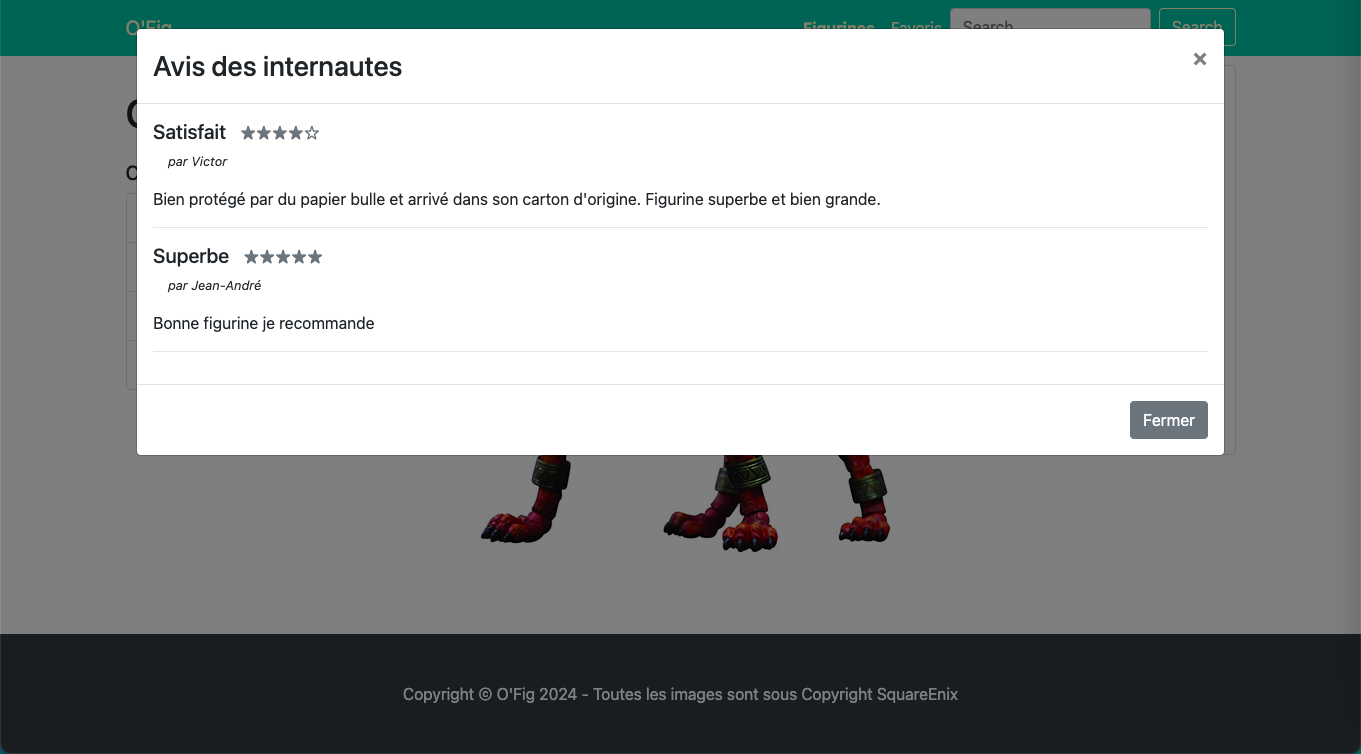 O'Fig Figurines Favoris Search Search
Avis des internautes ×
Satisfait ★★★★☆
par Victor
Bien protégé par du papier bulle et arrivé dans son carton d'origine. Figurine superbe et bien grande.
Superbe ★★★★★
par Jean-André
Bonne figurine je recommande
Fermer
Copyright © O'Fig 2024 - Toutes les images sont sous Copyright SquareEnix